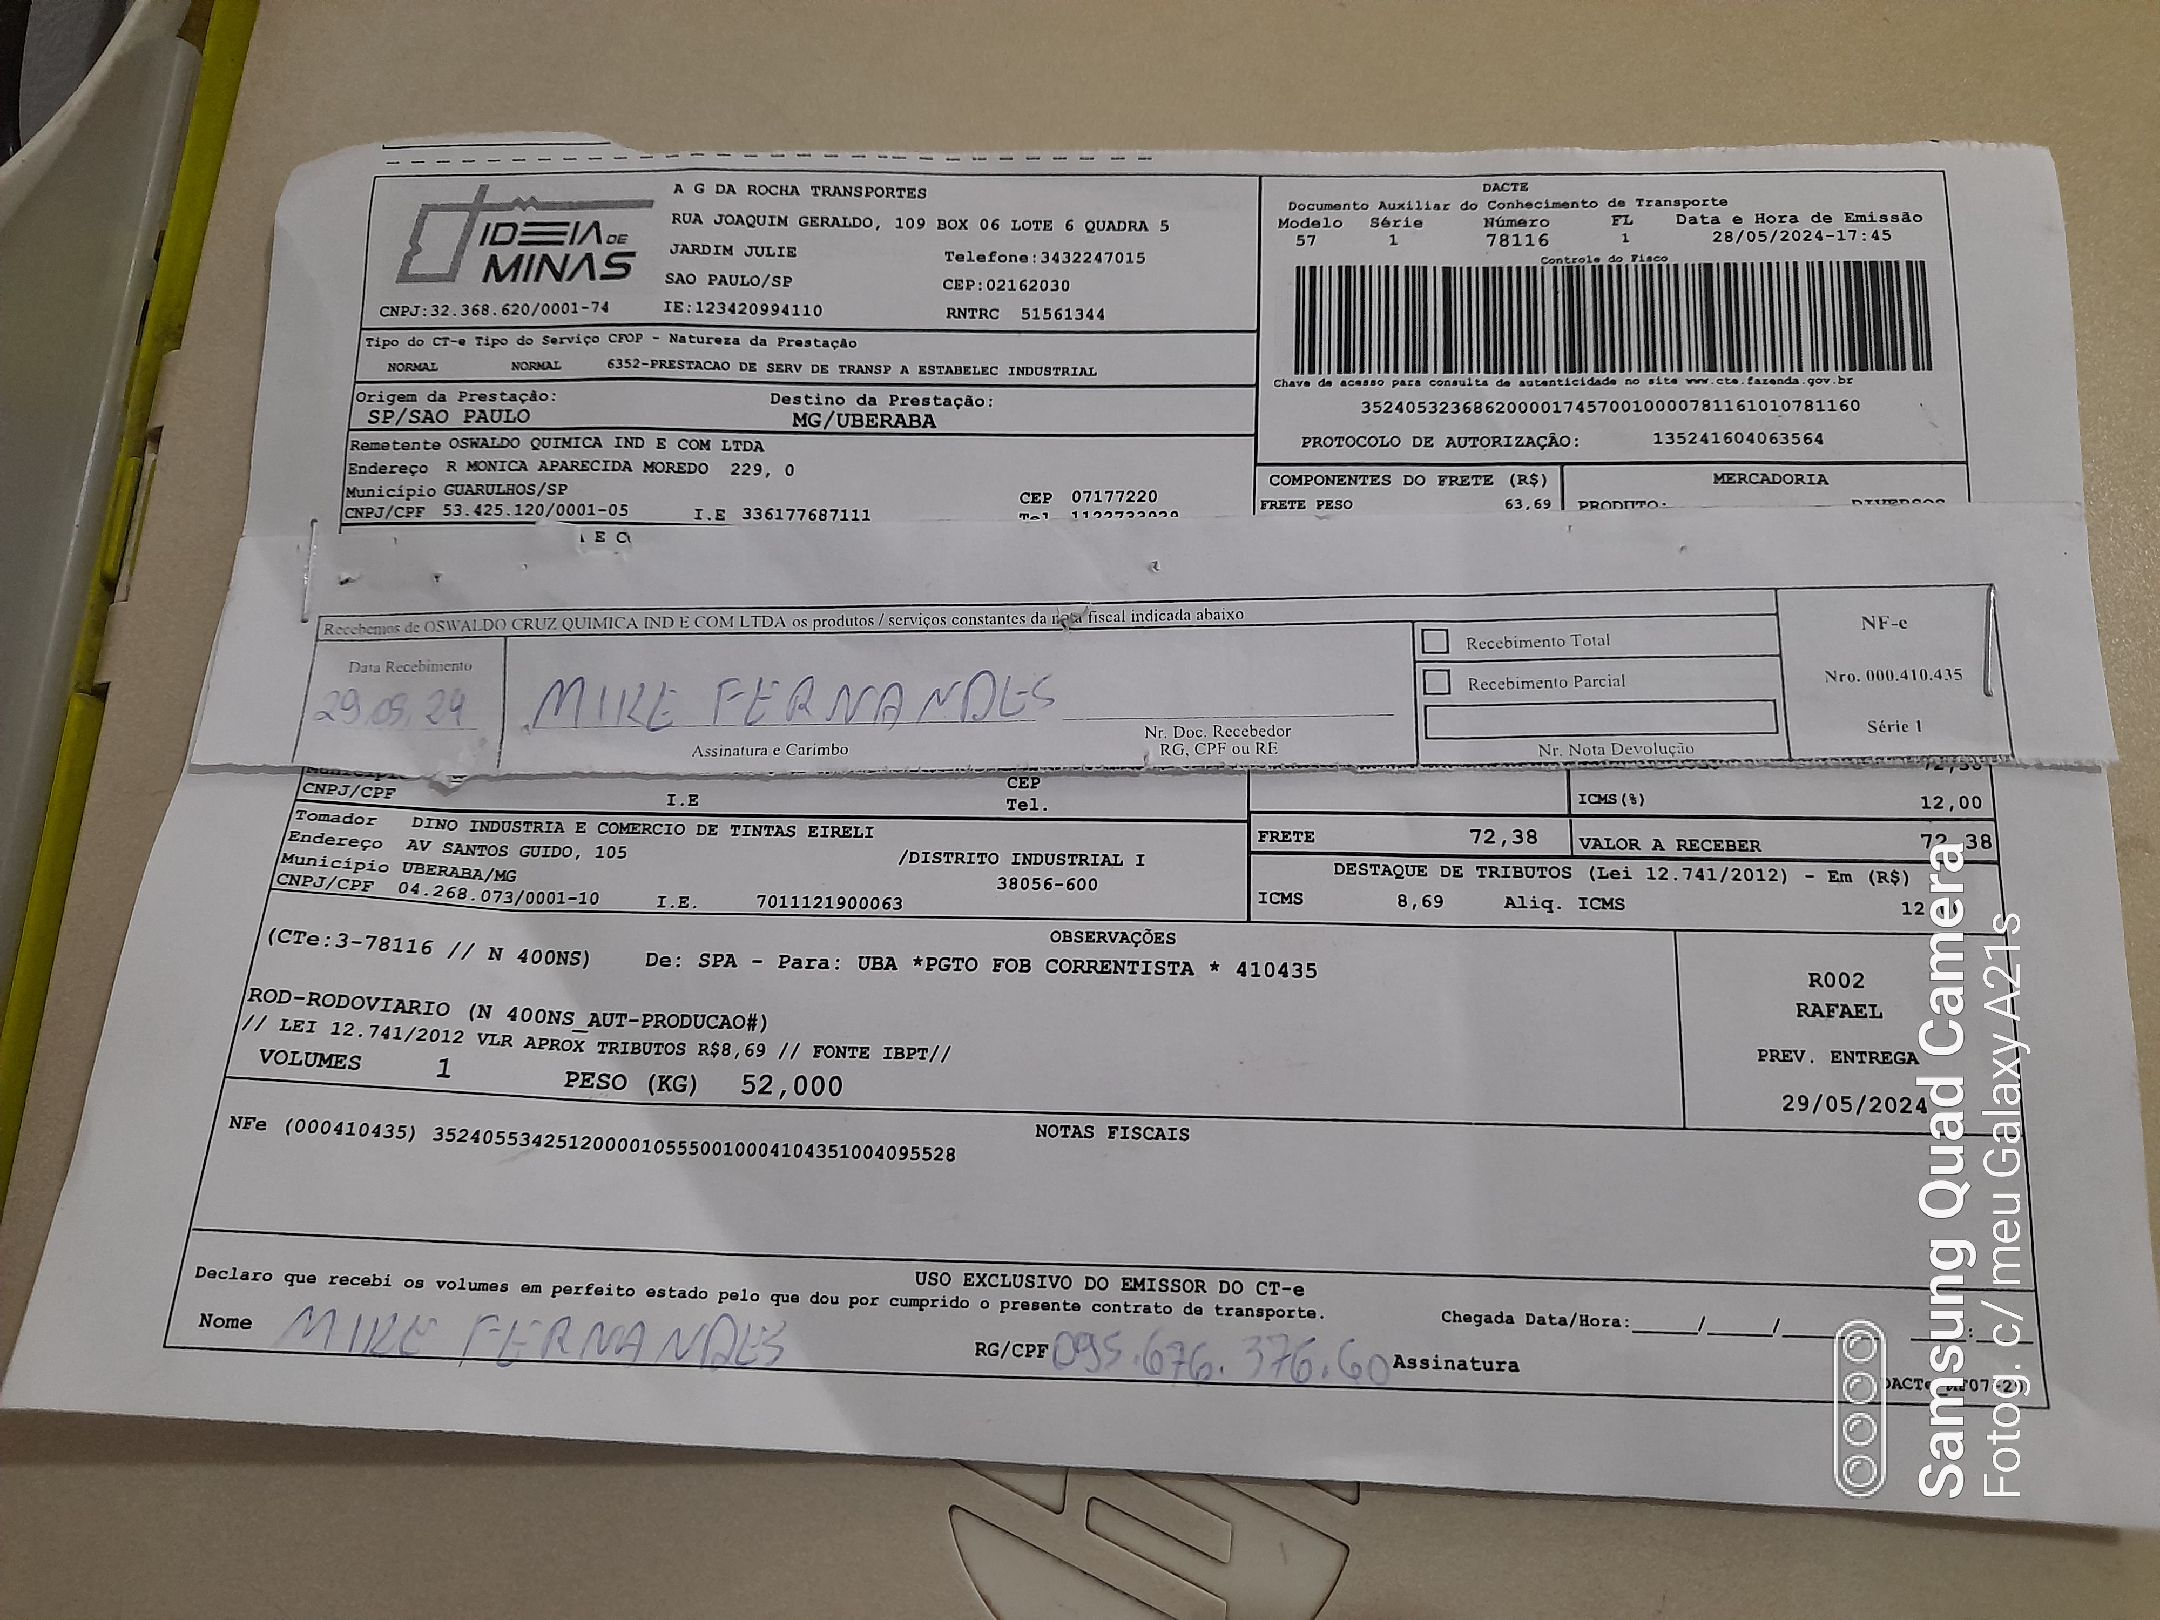 IDEIA DE
MINAS
A G DA ROCHA TRANSPORTES
RUA JOAQUIM GERALDO, 109 BOX 06 LOTE 6 QUADRA 5
JARDIM JULIE
Telefone:3432247015
SAO PAULO/SP
CEP:02162030
CNPJ:32.368.620/0001-74
IE:123420994110
RNTRC 51561344
DACTE
Documento Auxiliar do Conhecimento de Transporte
Modelo Série Número FL Data e Hora de Emissão
57 1 78116 1 28/05/2024-17:45
Controle do Fisco
Chave de acesso para consulta de autenticidade no site www.cte.fazenda.gov.br
35240532368620000174570010000781161010781160
PROTOCOLO DE AUTORIZAÇÃO: 135241604063564
Tipo do CT-e Tipo do Serviço CFOP - Natureza da Prestação
NORMAL NORMAL 6352-PRESTACAO DE SERV DE TRANSP A ESTABELEC INDUSTRIAL
Origem da Prestação: Destino da Prestação:
SP/SAO PAULO MG/UBERABA
Remetente OSWALDO QUIMICA IND E COM LTDA
Endereço R MONICA APARECIDA MOREDO 229, 0
Município GUARULHOS/SP CEP 07177220
CNPJ/CPF 53.425.120/0001-05 I.E 336177687111
COMPONENTES DO FRETE (R$) MERCADORIA
FRETE PESO 63,69 PRODUTO: DIVERSOS
Recebemos de OSWALDO CRUZ QUIMICA IND E COM LTDA os produtos / serviços constantes da nota fiscal indicada abaixo
Data Recebimento
MIKE FERNANDES
Assinatura e Carimbo
Nr. Doc. Recebedor
RG, CPF ou RE
Recebimento Total
Recebimento Parcial
Nr. Nota Devolução
NF-e
Nro. 000.410.435
Série 1
Município CEP
CNPJ/CPF I.E Tel.
ICMS(%) 12,00
FRETE 72,38 VALOR A RECEBER 72,38
Tomador DINO INDUSTRIA E COMERCIO DE TINTAS EIRELI
Endereço AV SANTOS GUIDO, 105 /DISTRITO INDUSTRIAL I
Município UBERABA/MG 38056-600
CNPJ/CPF 04.268.073/0001-10 I.E. 7011121900063
DESTAQUE DE TRIBUTOS (Lei 12.741/2012) - Em (R$)
ICMS 8,69 Aliq. ICMS
OBSERVAÇÕES
(CTe:3-78116 // N 400NS) De: SPA - Para: UBA *PGTO FOB CORRENTISTA * 410435
ROD-RODOVIARIO (N 400NS_AUT-PRODUCAO#)
// LEI 12.741/2012 VLR APROX TRIBUTOS R$8,69 // FONTE IBPT//
VOLUMES 1 PESO (KG) 52,000
R002
RAFAEL
PREV. ENTREGA
29/05/2024
NOTAS FISCAIS
NFe (000410435) 35240553425120000105550010004104351004095528
USO EXCLUSIVO DO EMISSOR DO CT-e
Declaro que recebi os volumes em perfeito estado pelo que dou por cumprido o presente contrato de transporte.
Chegada Data/Hora:____/____/
Nome MIKE FERNANDES RG/CPF 095.676.376.60 Assinatura
Samsung Quad Camera
Fotog. c/ meu Galaxy A21s